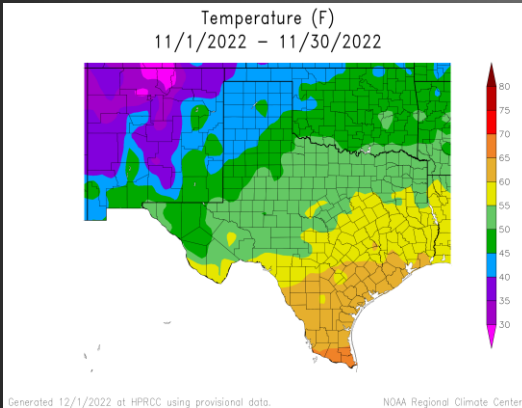 Temperature (F)
11/1/2022 – 11/30/2022
80
75
70
65
60
55
50
45
40
35
30
Generated 12/1/2022 at HPRCC using provisional data.
NOAA Regional Climate Center